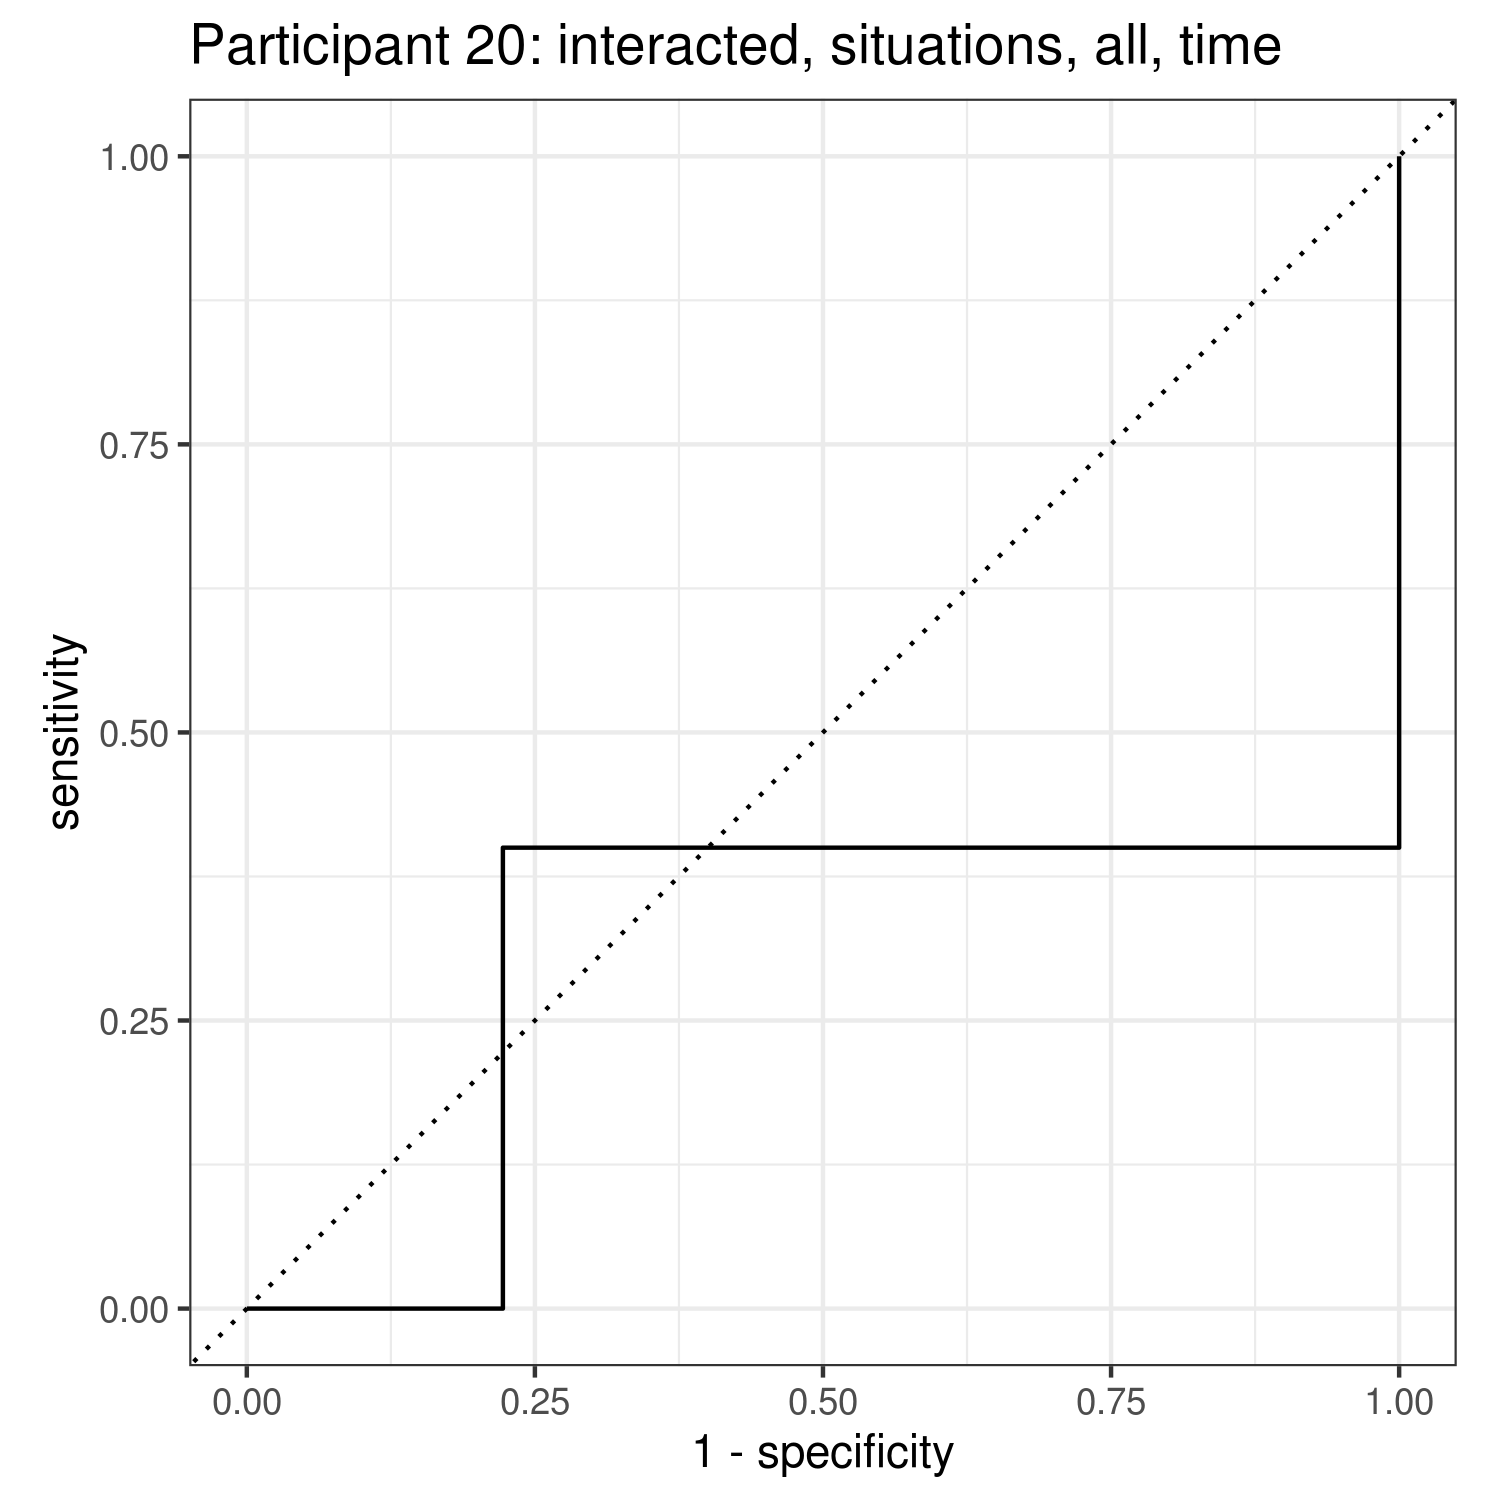 Participant 20: interacted, situations, all, time
1.00
0.75
0.50
0.25
0.00
sensitivity
0.00 0.25 0.50 0.75 1.00
1 - specificity